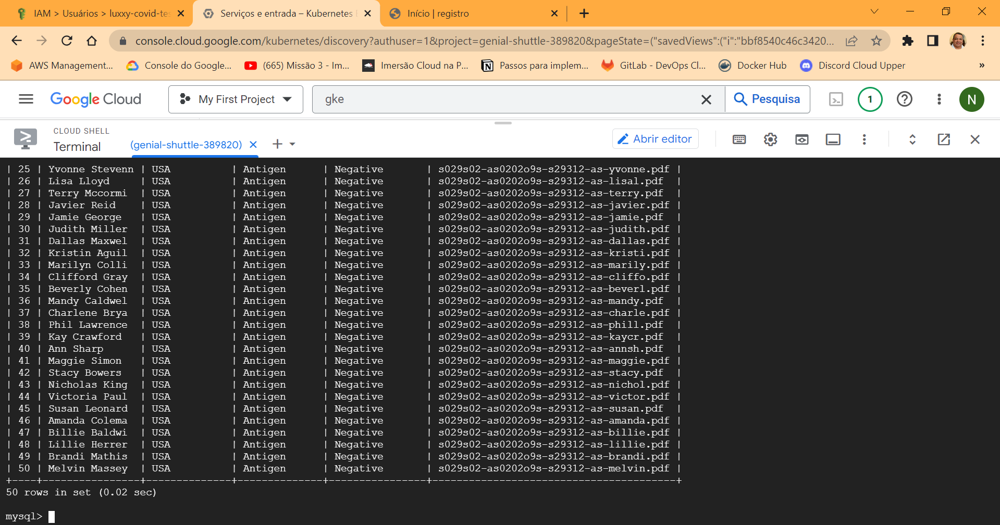 IAM > Usuários > luxxy-covid-tes
Serviços e entrada – Kubernetes E
Início | registro
console.cloud.google.com/kubernetes/discovery?authuser=1&project=genial-shuttle-389820&pageState=("savedViews":("i":"bbf8540c46c3420...
AWS Management...
Console do Google...
(665) Missão 3 - Im...
Imersão Cloud na P...
Passos para implem...
GitLab - DevOps Cl...
Docker Hub
Discord Cloud Upper
»
Google Cloud
My First Project
gke
Pesquisa
1
N
CLOUD SHELL
Terminal
(genial-shuttle-389820)
Abrir editor
| 25 | Yvonne Stevenn | USA | Antigen | Negative | s029s02-as0202o9s-s29312-as-yvonne.pdf |
| 26 | Lisa Lloyd | USA | Antigen | Negative | s029s02-as0202o9s-s29312-as-lisal.pdf |
| 27 | Terry Mccormi | USA | Antigen | Negative | s029s02-as0202o9s-s29312-as-terry.pdf |
| 28 | Javier Reid | USA | Antigen | Negative | s029s02-as0202o9s-s29312-as-javier.pdf |
| 29 | Jamie George | USA | Antigen | Negative | s029s02-as0202o9s-s29312-as-jamie.pdf |
| 30 | Judith Miller | USA | Antigen | Negative | s029s02-as0202o9s-s29312-as-judith.pdf |
| 31 | Dallas Maxwel | USA | Antigen | Negative | s029s02-as0202o9s-s29312-as-dallas.pdf |
| 32 | Kristin Aguil | USA | Antigen | Negative | s029s02-as0202o9s-s29312-as-kristi.pdf |
| 33 | Marilyn Colli | USA | Antigen | Negative | s029s02-as0202o9s-s29312-as-marily.pdf |
| 34 | Clifford Gray | USA | Antigen | Negative | s029s02-as0202o9s-s29312-as-cliffo.pdf |
| 35 | Beverly Cohen | USA | Antigen | Negative | s029s02-as0202o9s-s29312-as-beverl.pdf |
| 36 | Mandy Caldwel | USA | Antigen | Negative | s029s02-as0202o9s-s29312-as-mandy.pdf |
| 37 | Charlene Brya | USA | Antigen | Negative | s029s02-as0202o9s-s29312-as-charle.pdf |
| 38 | Phil Lawrence | USA | Antigen | Negative | s029s02-as0202o9s-s29312-as-phill.pdf |
| 39 | Kay Crawford | USA | Antigen | Negative | s029s02-as0202o9s-s29312-as-kaycr.pdf |
| 40 | Ann Sharp | USA | Antigen | Negative | s029s02-as0202o9s-s29312-as-annsh.pdf |
| 41 | Maggie Simon | USA | Antigen | Negative | s029s02-as0202o9s-s29312-as-maggie.pdf |
| 42 | Stacy Bowers | USA | Antigen | Negative | s029s02-as0202o9s-s29312-as-stacy.pdf |
| 43 | Nicholas King | USA | Antigen | Negative | s029s02-as0202o9s-s29312-as-nichol.pdf |
| 44 | Victoria Paul | USA | Antigen | Negative | s029s02-as0202o9s-s29312-as-victor.pdf |
| 45 | Susan Leonard | USA | Antigen | Negative | s029s02-as0202o9s-s29312-as-susan.pdf |
| 46 | Amanda Colema | USA | Antigen | Negative | s029s02-as0202o9s-s29312-as-amanda.pdf |
| 47 | Billie Baldwi | USA | Antigen | Negative | s029s02-as0202o9s-s29312-as-billie.pdf |
| 48 | Lillie Herrer | USA | Antigen | Negative | s029s02-as0202o9s-s29312-as-lillie.pdf |
| 49 | Brandi Mathis | USA | Antigen | Negative | s029s02-as0202o9s-s29312-as-brandi.pdf |
| 50 | Melvin Massey | USA | Antigen | Negative | s029s02-as0202o9s-s29312-as-melvin.pdf |
+----+----------------+--------------+--------------+----------------+----------------------------------------+
50 rows in set (0.02 sec)
mysql>